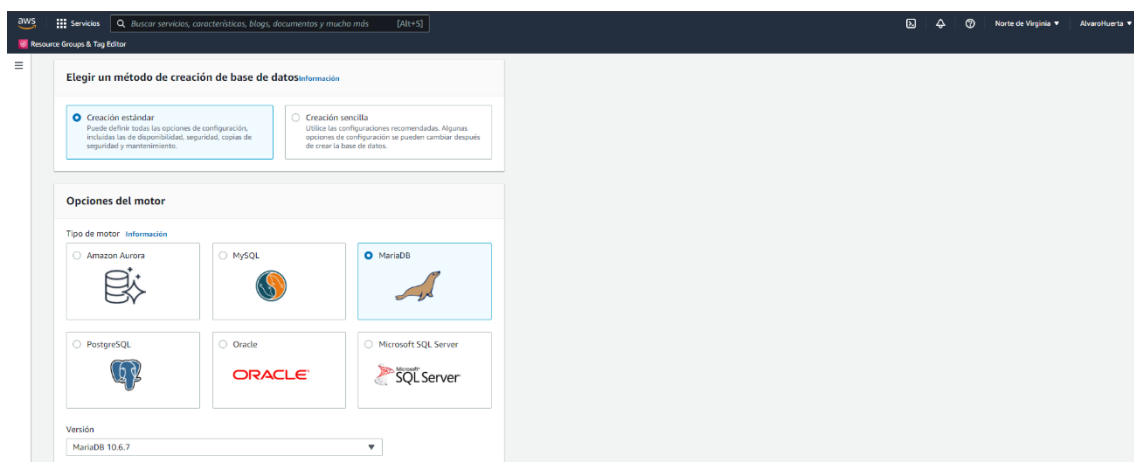 aws
Servicios
Buscar servicios, características, blogs, documentos y mucho más
[Alt+S]
Norte de Virginia
AlvaroHuerta
Resource Groups & Tag Editor
Elegir un método de creación de base de datos Información
Creación estándar
Puede definir todas las opciones de configuración,
incluidas las de disponibilidad, seguridad, copias de
seguridad y mantenimiento.
Creación sencilla
Utilice las configuraciones recomendadas. Algunas
opciones de configuración se pueden cambiar después
de crear la base de datos.
Opciones del motor
Tipo de motor Información
Amazon Aurora
MySQL
MariaDB
PostgreSQL
Oracle
ORACLE
Microsoft SQL Server
Microsoft
SQL Server
Versión
MariaDB 10.6.7